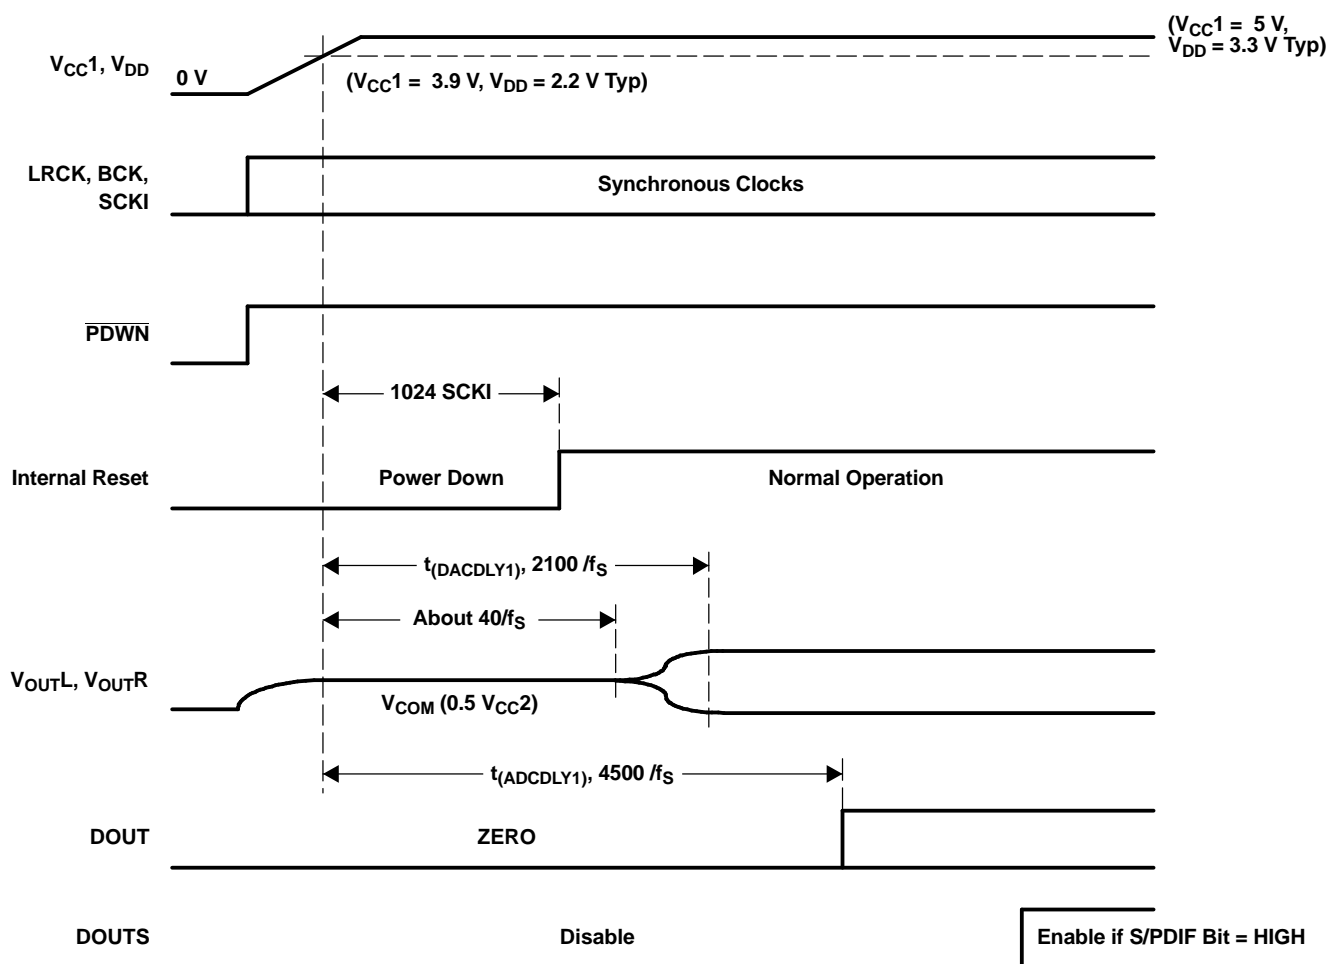 (VCC1 = 5 V,
VDD = 3.3 V Typ)
VCC1, VDD
0 V
(VCC1 = 3.9 V, VDD = 2.2 V Typ)
LRCK, BCK,
SCKI
Synchronous Clocks
PDWN
1024 SCKI
Internal Reset
Power Down
Normal Operation
t(DACDLY1), 2100 /fS
About 40/fS
VOUTL, VOUTR
VCOM (0.5 VCC2)
t(ADCDLY1), 4500 /fS
DOUT
ZERO
DOUTS
Disable
Enable if S/PDIF Bit = HIGH